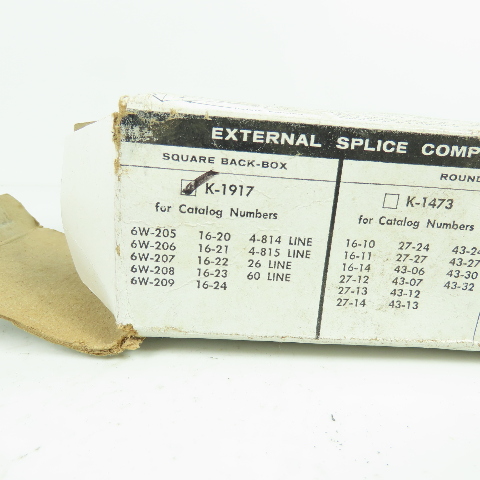 EXTERNAL SPLICE COMP
SQUARE BACK-BOX
K-1917
for Catalog Numbers
6W-205 16-20 4-814 LINE
6W-206 16-21 4-815 LINE
6W-207 16-22 26 LINE
6W-208 16-23 60 LINE
6W-209 16-24
ROUND
K-1473
for Catalog Numbers
16-10 27-24 43-24
16-11 27-27 43-27
16-14 43-06 43-30
27-12 43-07 43-32
27-13 43-12
27-14 43-13